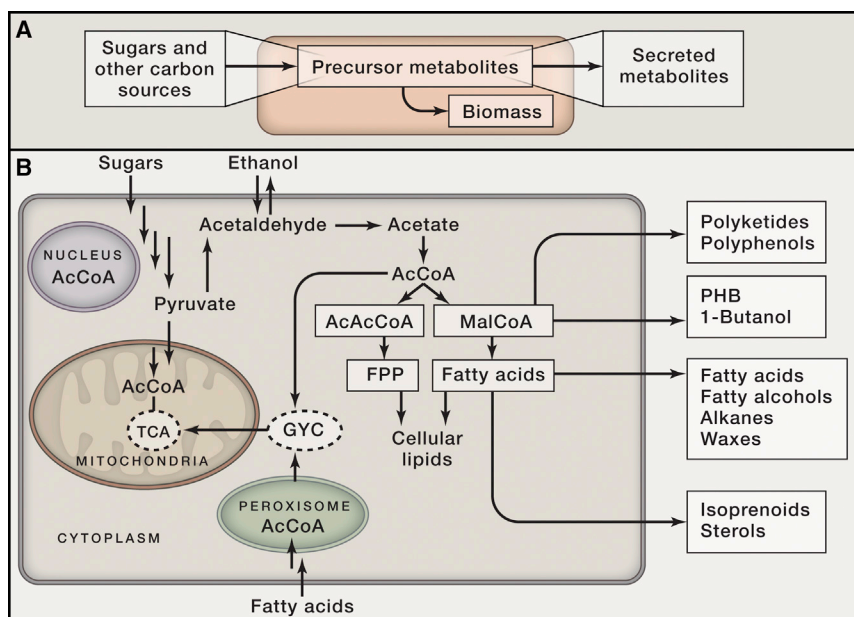 A
Sugars and
other carbon
sources
Precursor metabolites
Biomass
Secreted
metabolites
B
Sugars
Ethanol
Acetaldehyde
Acetate
NUCLEUS
AcCoA
AcCoA
Pyruvate
AcAcCoA
MalCoA
AcCoA
FPP
Fatty acids
TCA
GYC
MITOCHONDRIA
Cellular
lipids
PEROXISOME
AcCoA
CYTOPLASM
Fatty acids
Polyketides
Polyphenols
PHB
1-Butanol
Fatty acids
Fatty alcohols
Alkanes
Waxes
Isoprenoids
Sterols